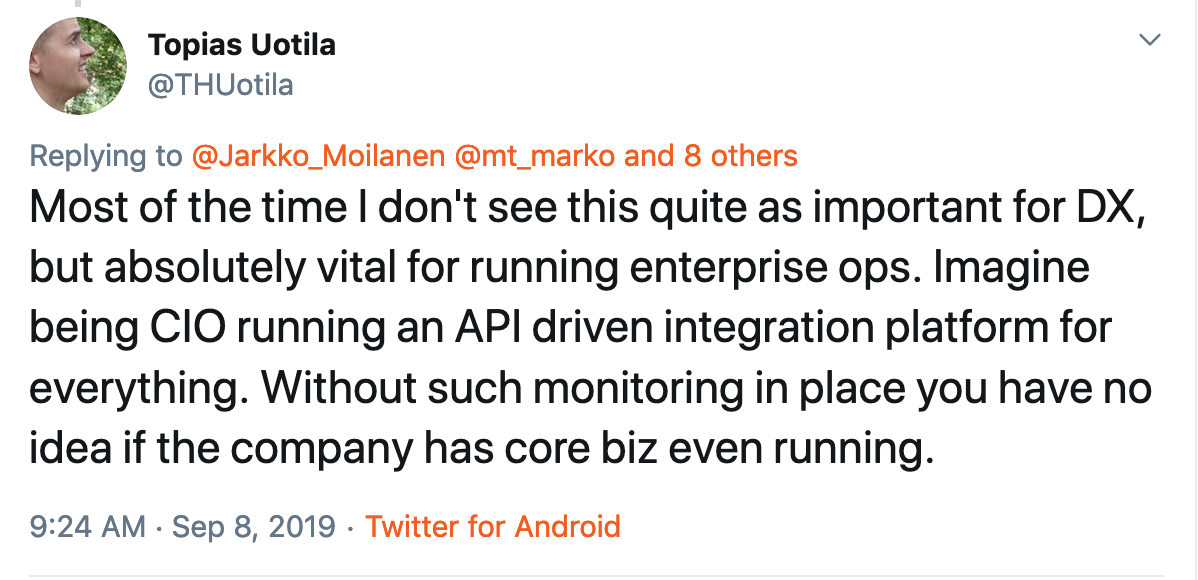 Topias Uotila
@THUotila
Replying to @Jarkko_Moilanen @mt_marko and 8 others
Most of the time I don't see this quite as important for DX,
but absolutely vital for running enterprise ops. Imagine
being CIO running an API driven integration platform for
everything. Without such monitoring in place you have no
idea if the company has core biz even running.
9:24 AM · Sep 8, 2019 · Twitter for Android